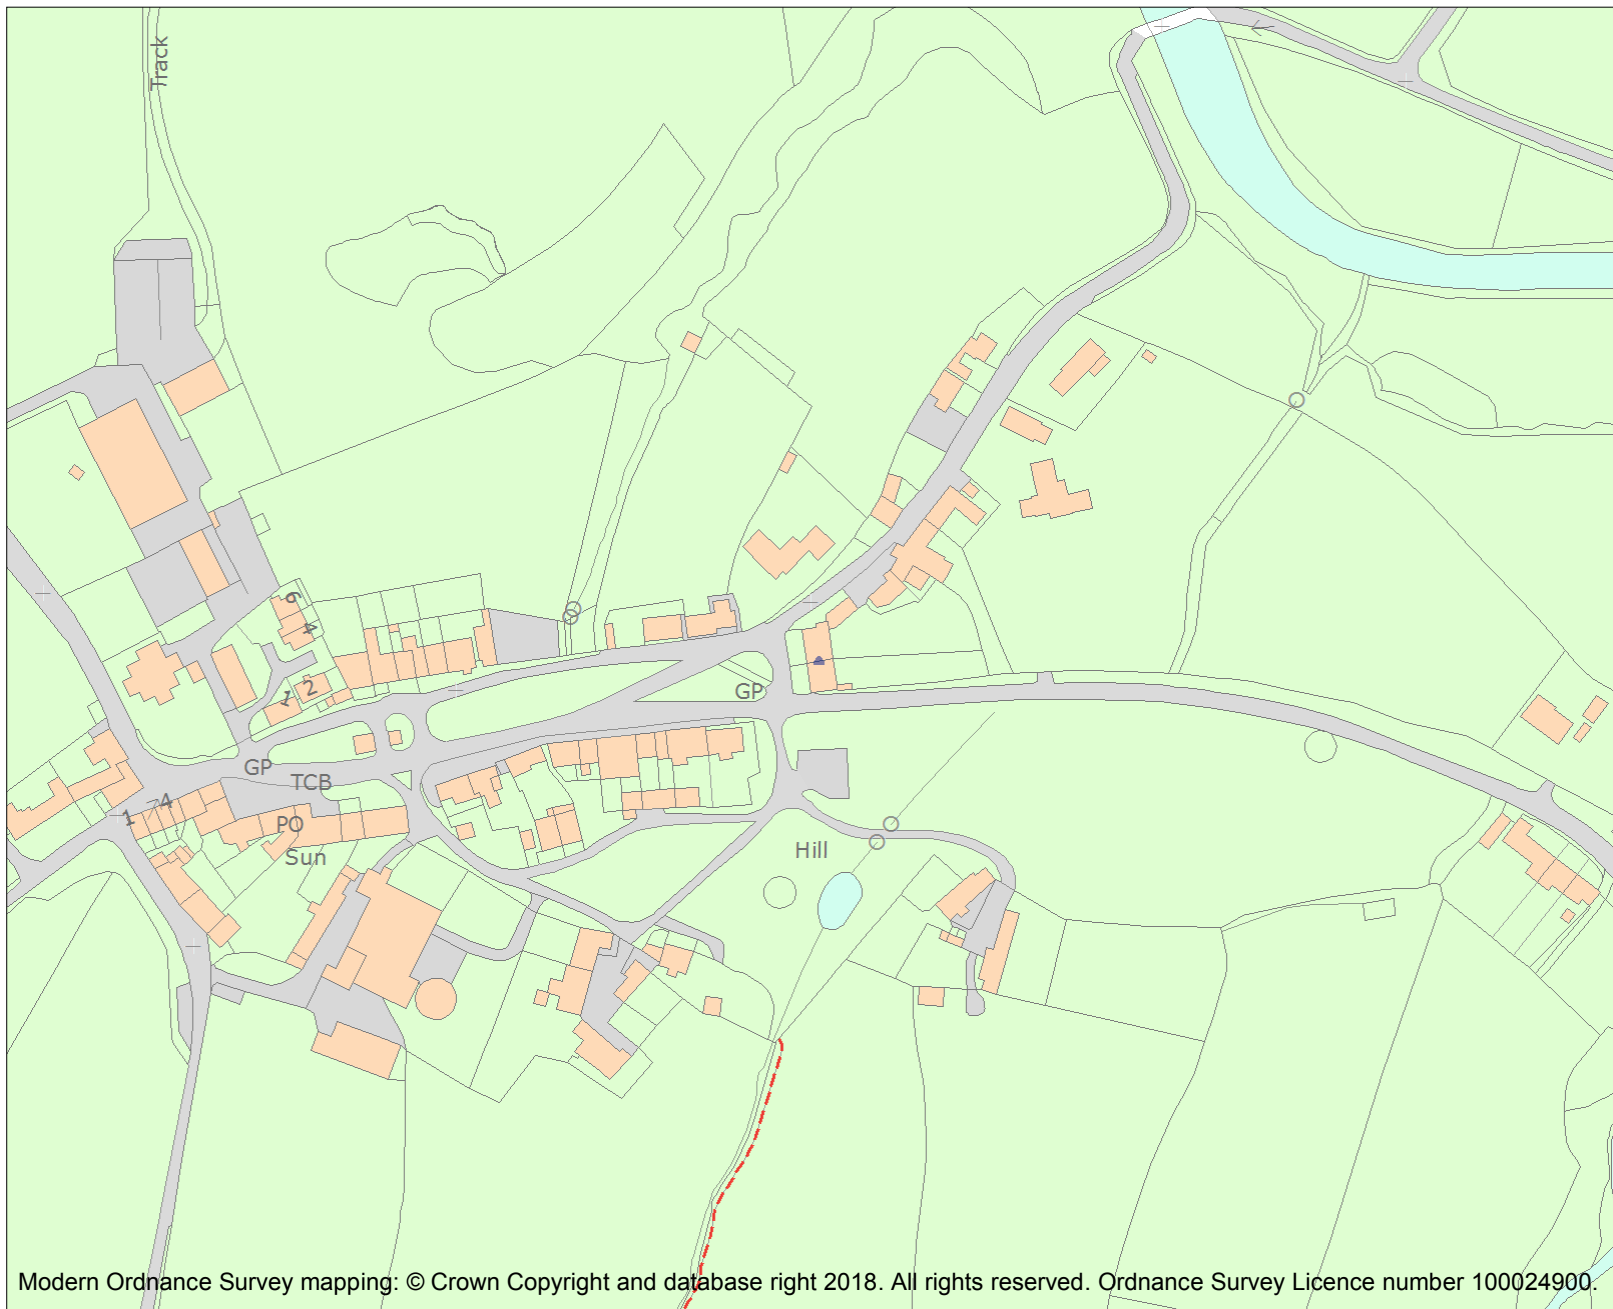 Track
6
4
1 2
GP
GP
TCB
1 - 4
PO
Sun
Hill
Modern Ordnance Survey mapping: © Crown Copyright and database right 2018. All rights reserved. Ordnance Survey Licence number 100024900.